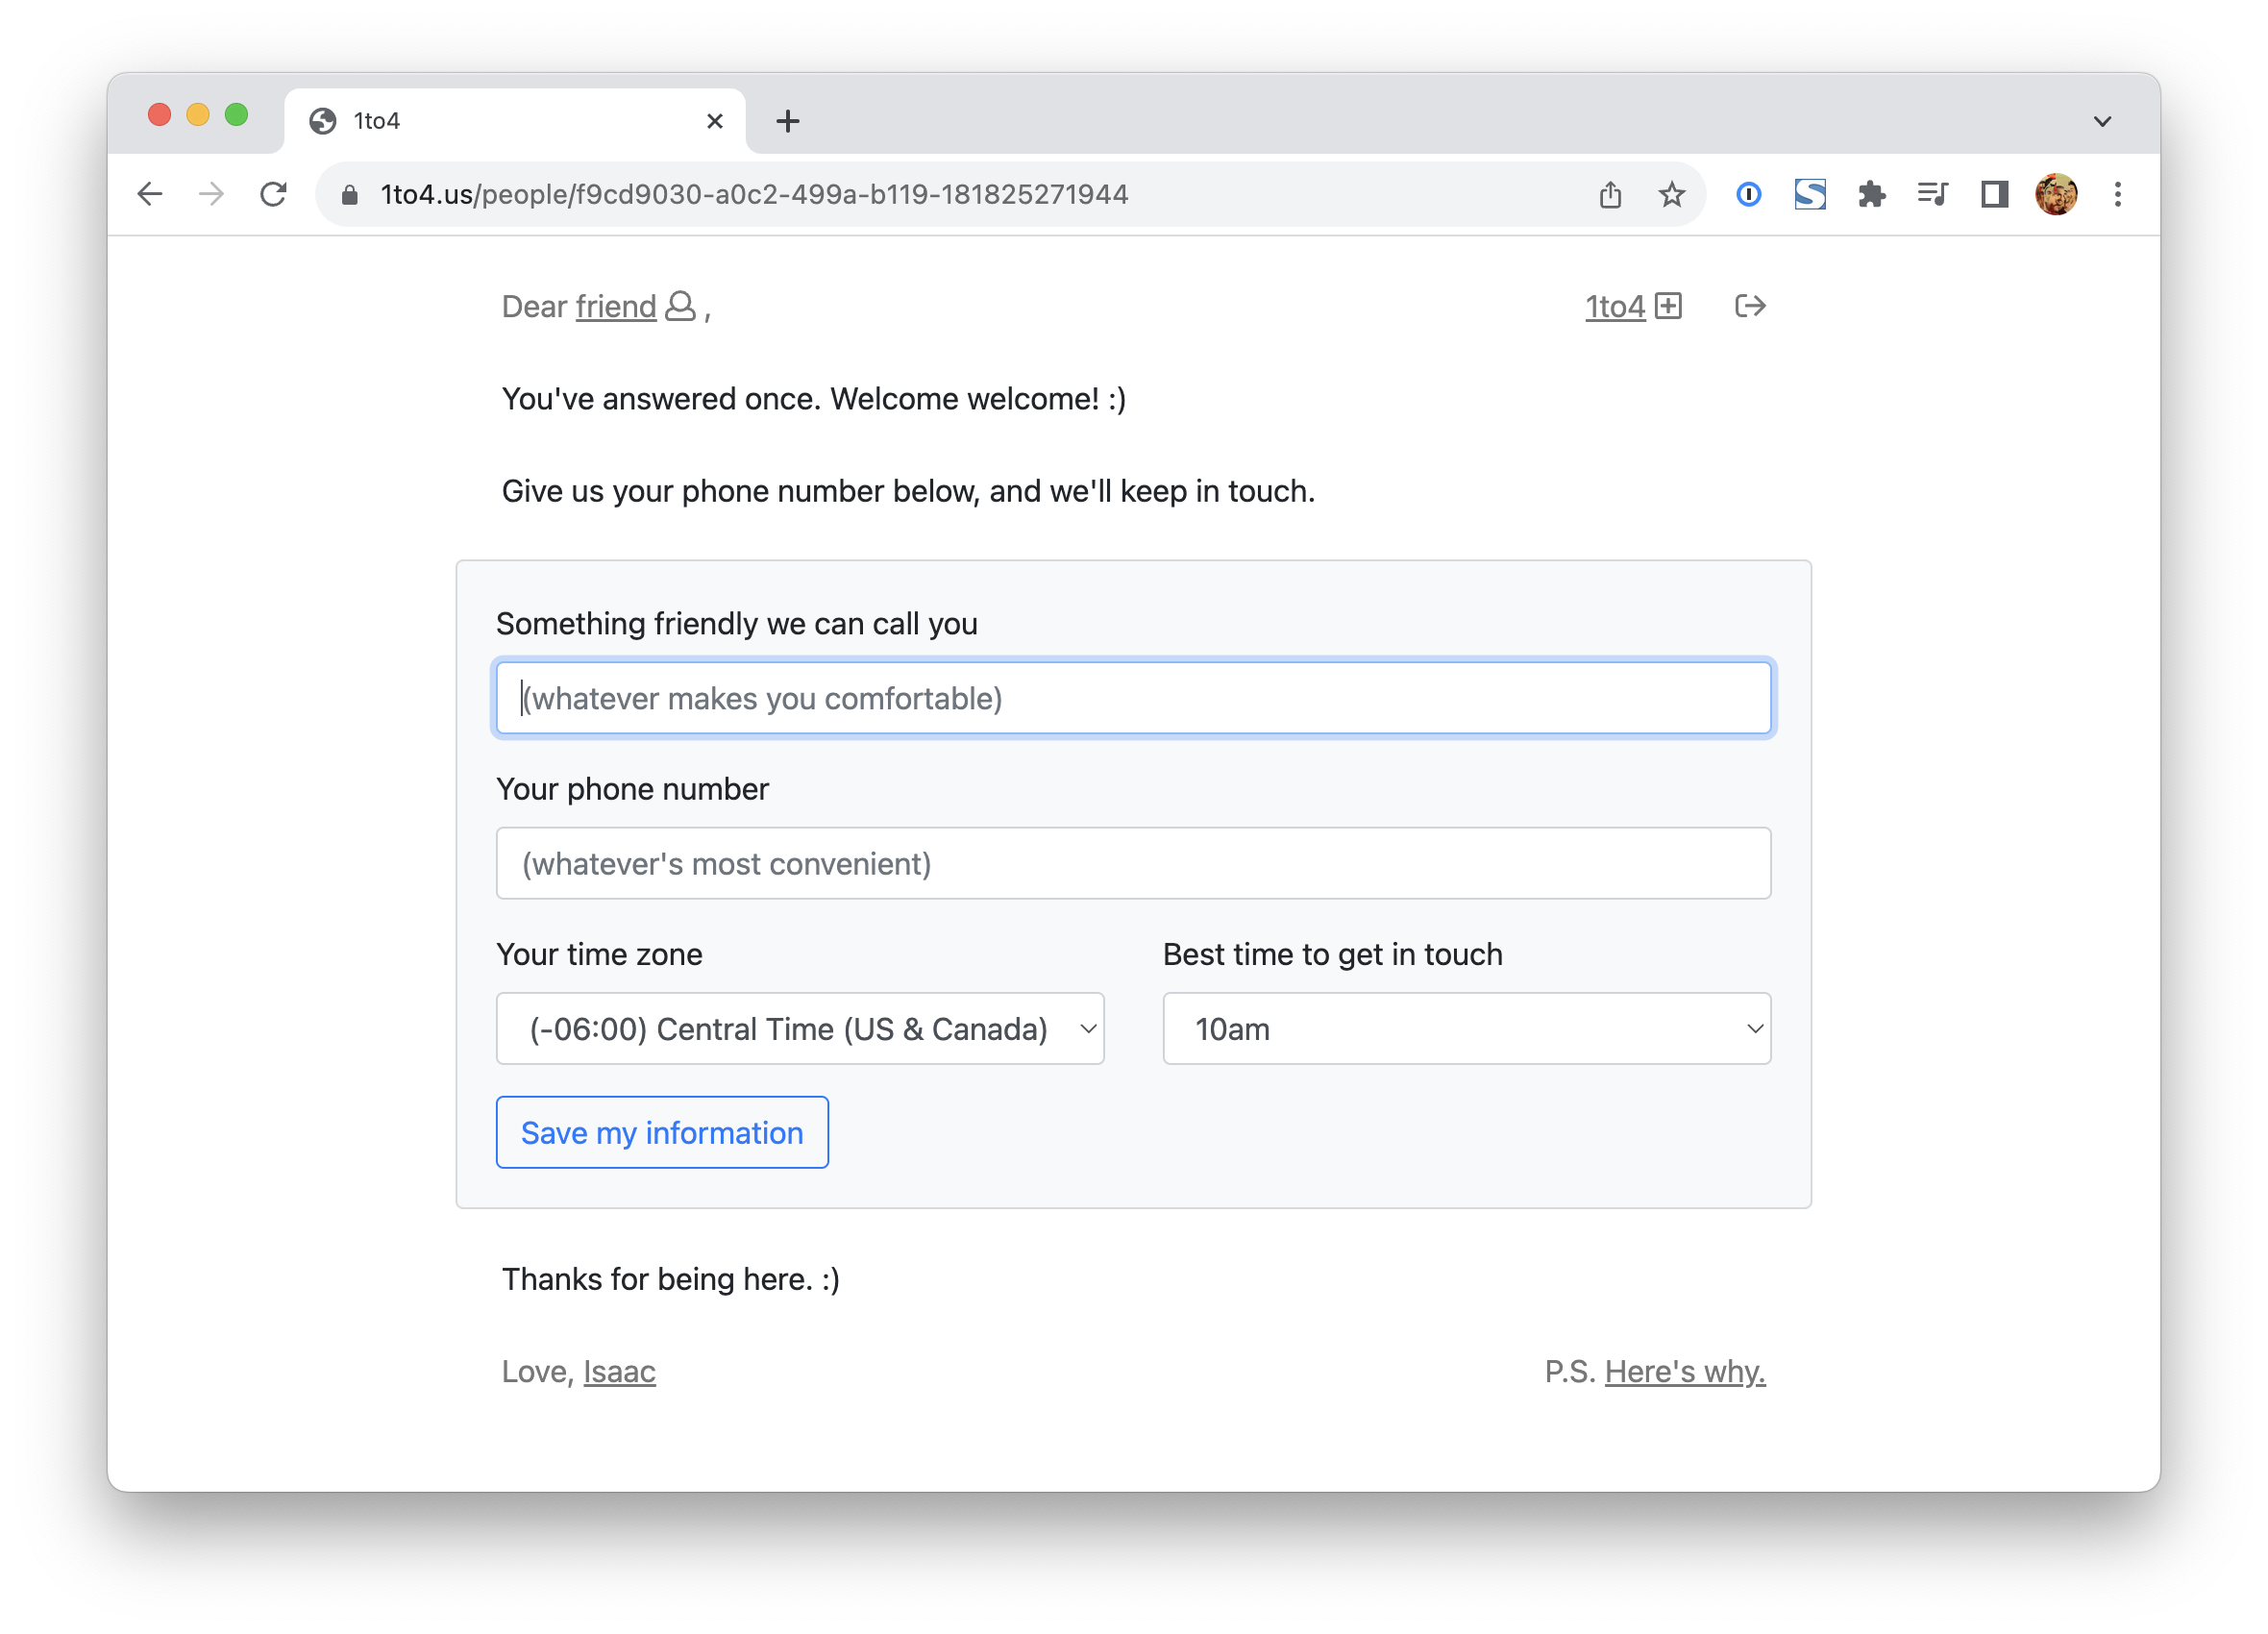 1to4
1to4.us/people/f9cd9030-a0c2-499a-b119-181825271944
Dear friend , 1to4
You've answered once. Welcome welcome! :)
Give us your phone number below, and we'll keep in touch.
Something friendly we can call you
(whatever makes you comfortable)
Your phone number
(whatever's most convenient)
Your time zone Best time to get in touch
(-06:00) Central Time (US & Canada) 10am
Save my information
Thanks for being here. :)
Love, Isaac P.S. Here's why.